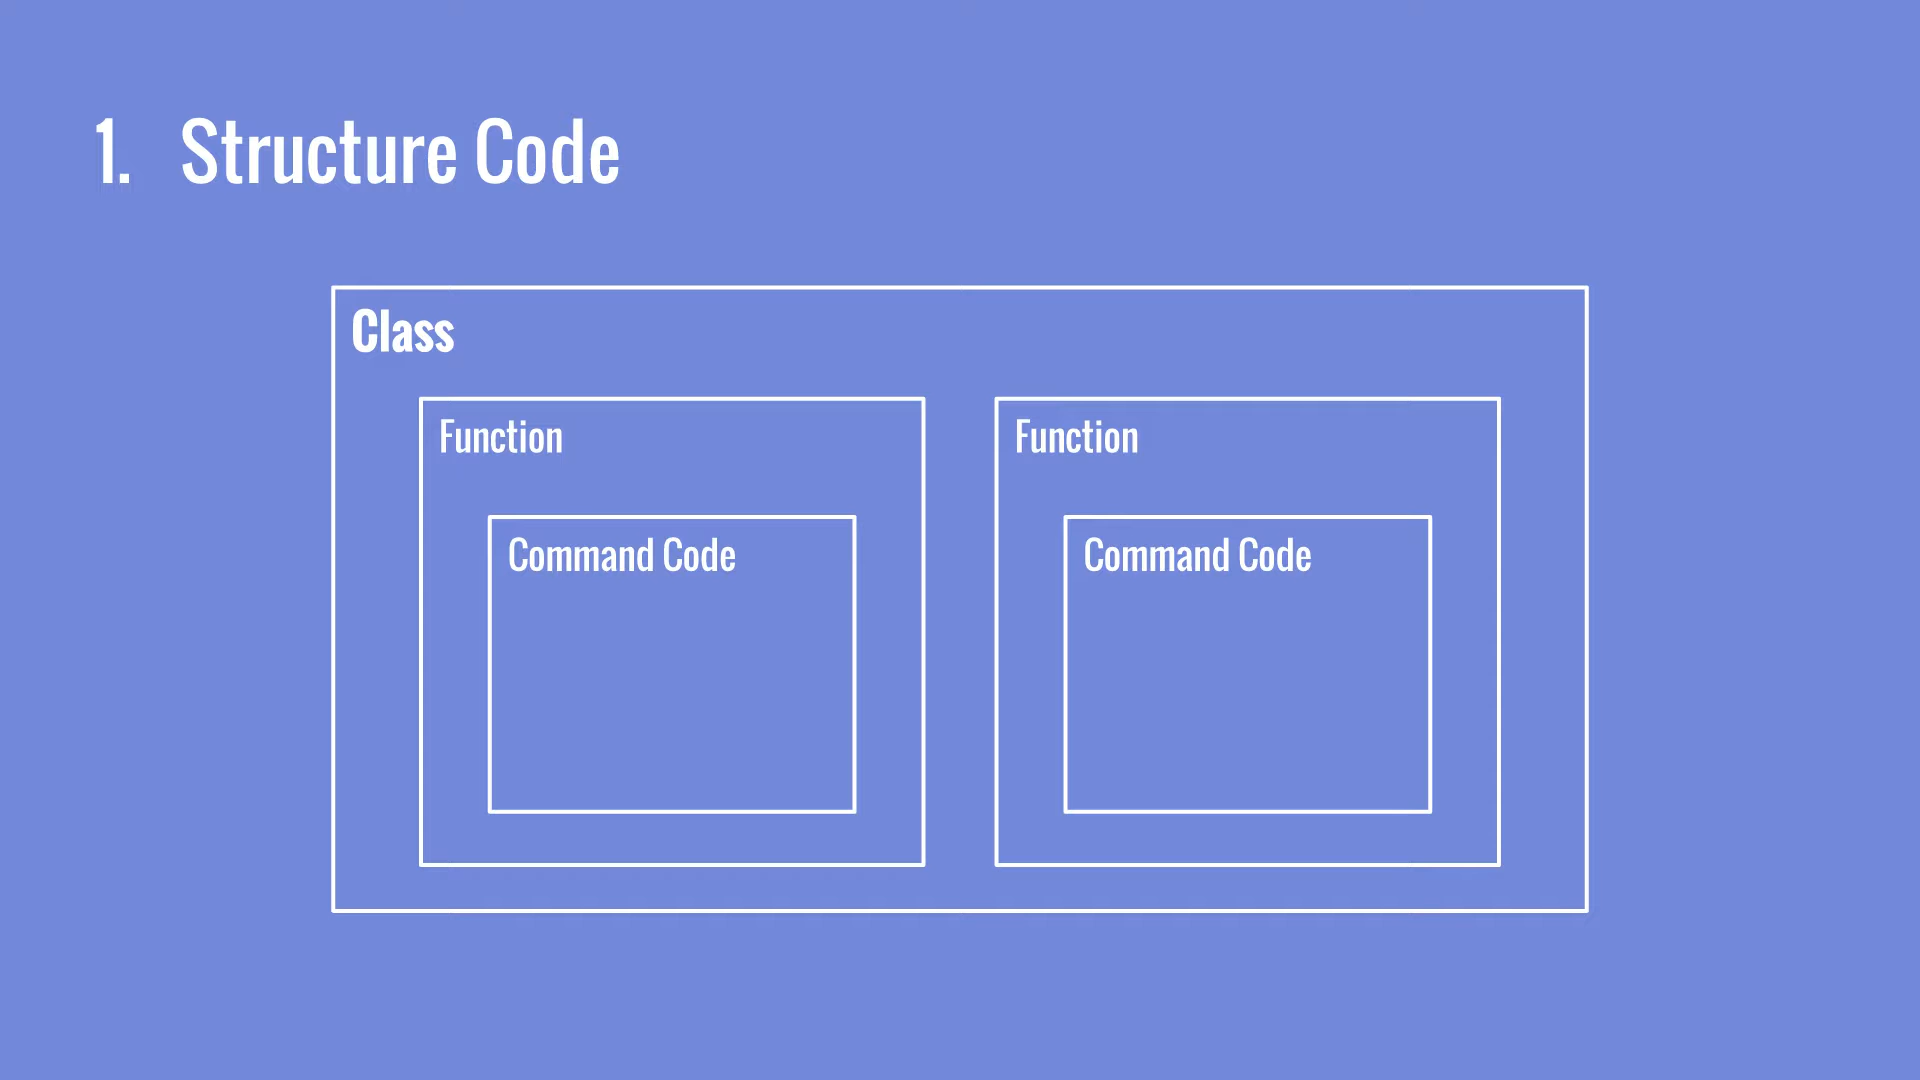 1. Structure Code
Class
Function
Function
Command Code
Command Code